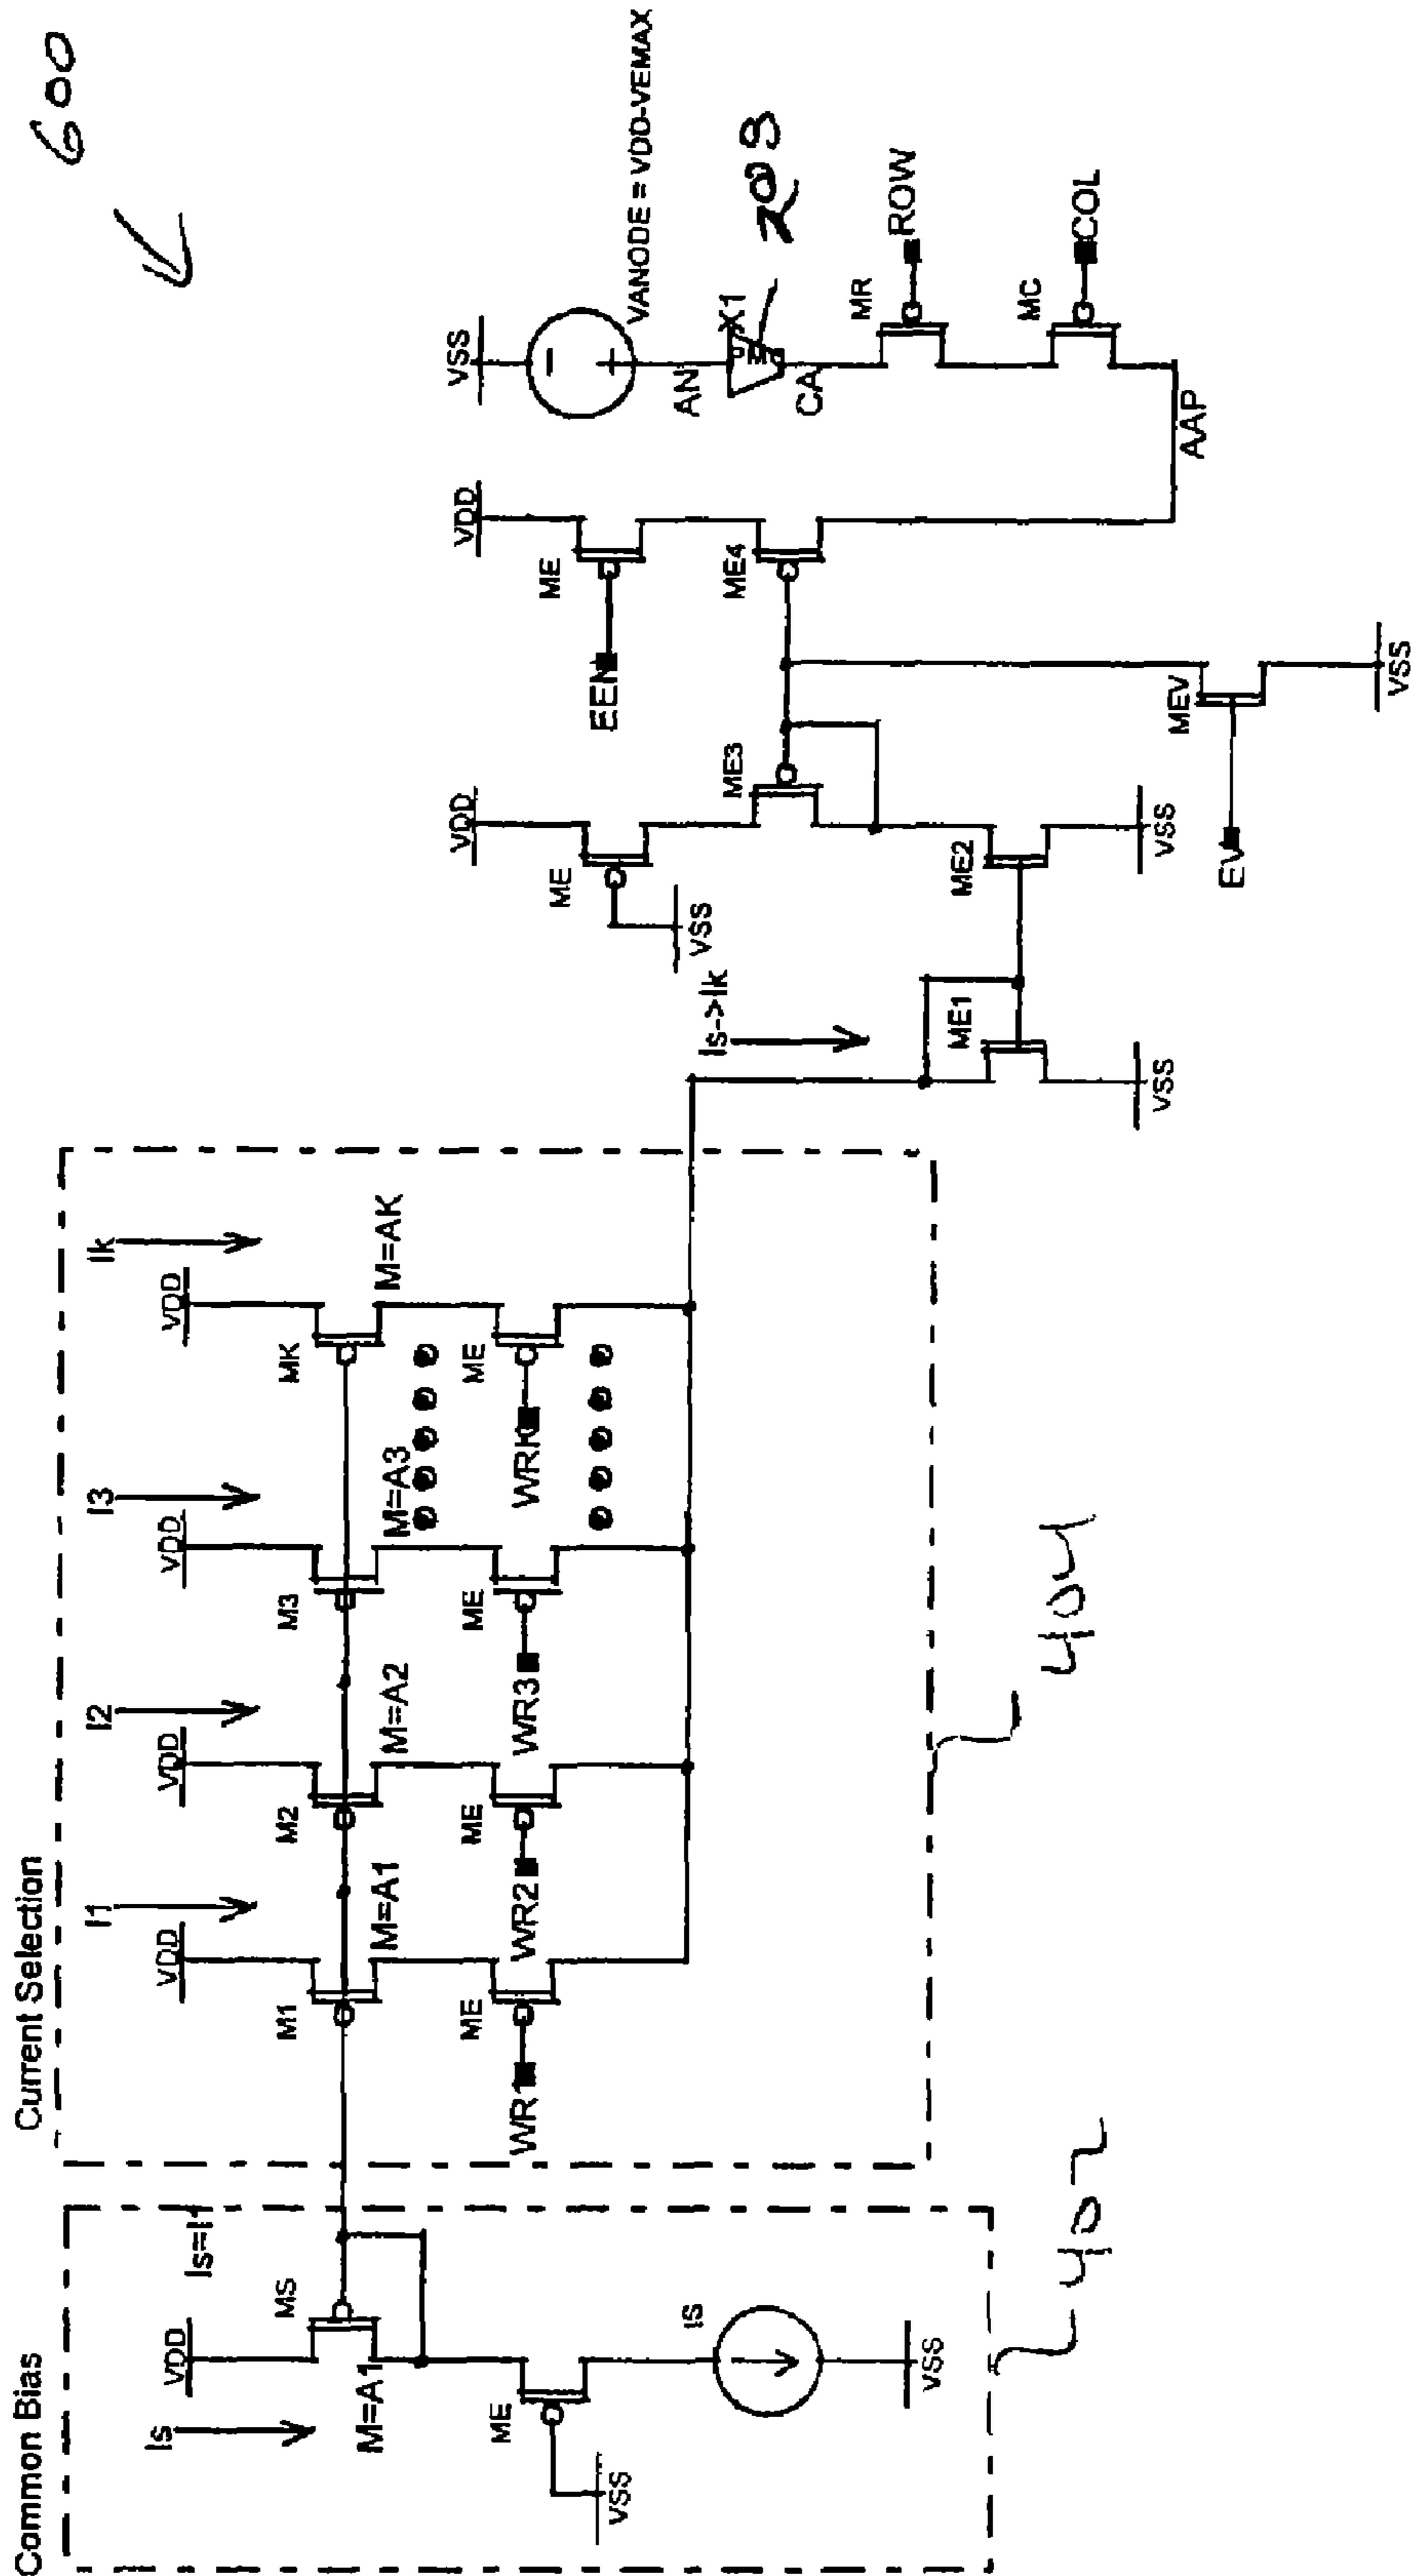 600
Common Bias
Current Selection
Is
Is=I1
I1
I2
I3
Ik
VDD
VDD
VDD
VDD
VDD
MS
M1
M2
M3
MK
M=A1
M=A1
M=A2
M=A3
M=AK
ME
ME
ME
ME
ME
VSS
WR1
WR2
WR3
WRK
IS
VSS
402
404
Is->Ik
ME1
VSS
VDD
ME
VSS
ME3
ME2
VSS
VDD
EEN
ME
ME4
MEV
EV
VSS
VSS
VANODE = VDD-VEMAX
AN
X1
CA
MR
ROW
MC
COL
AAP